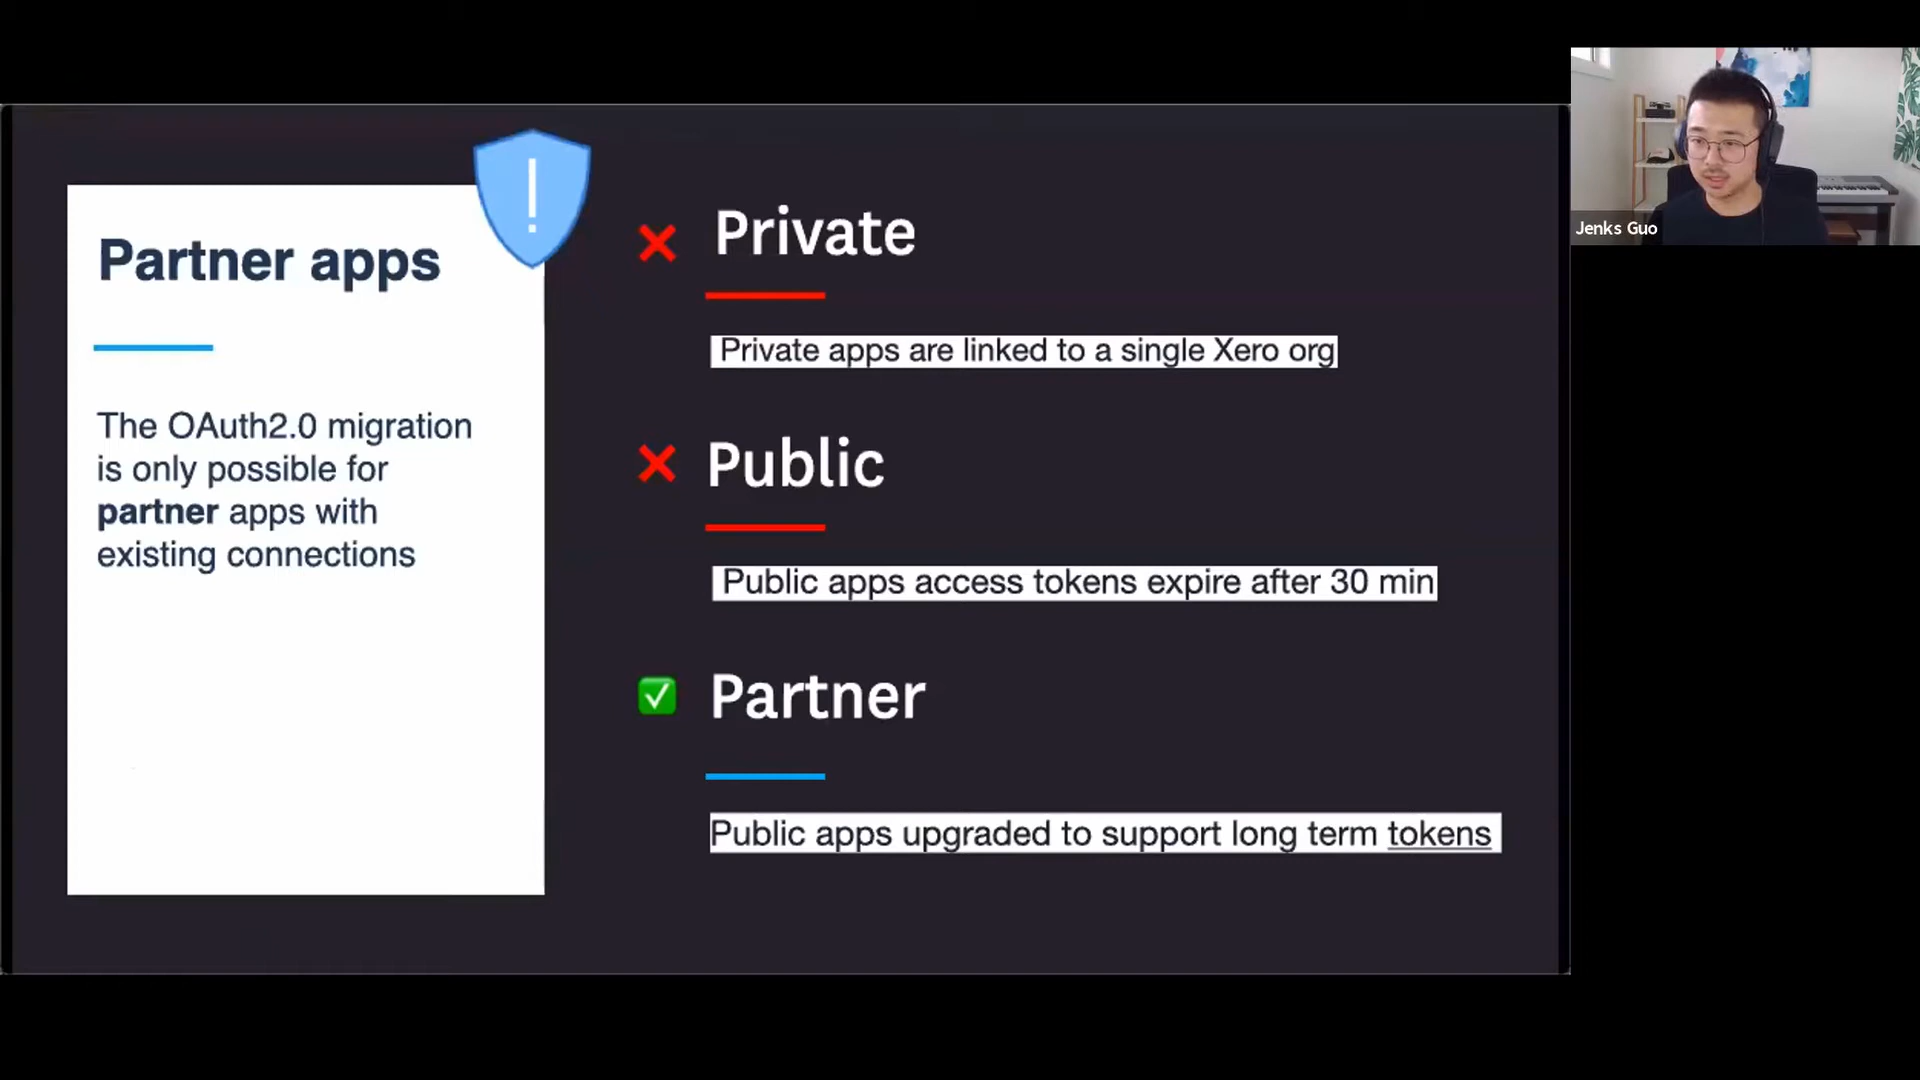 Partner apps
The OAuth2.0 migration
is only possible for
partner apps with
existing connections
Private
Private apps are linked to a single Xero org
Public
Public apps access tokens expire after 30 min
Partner
Public apps upgraded to support long term tokens
Jenks Guo